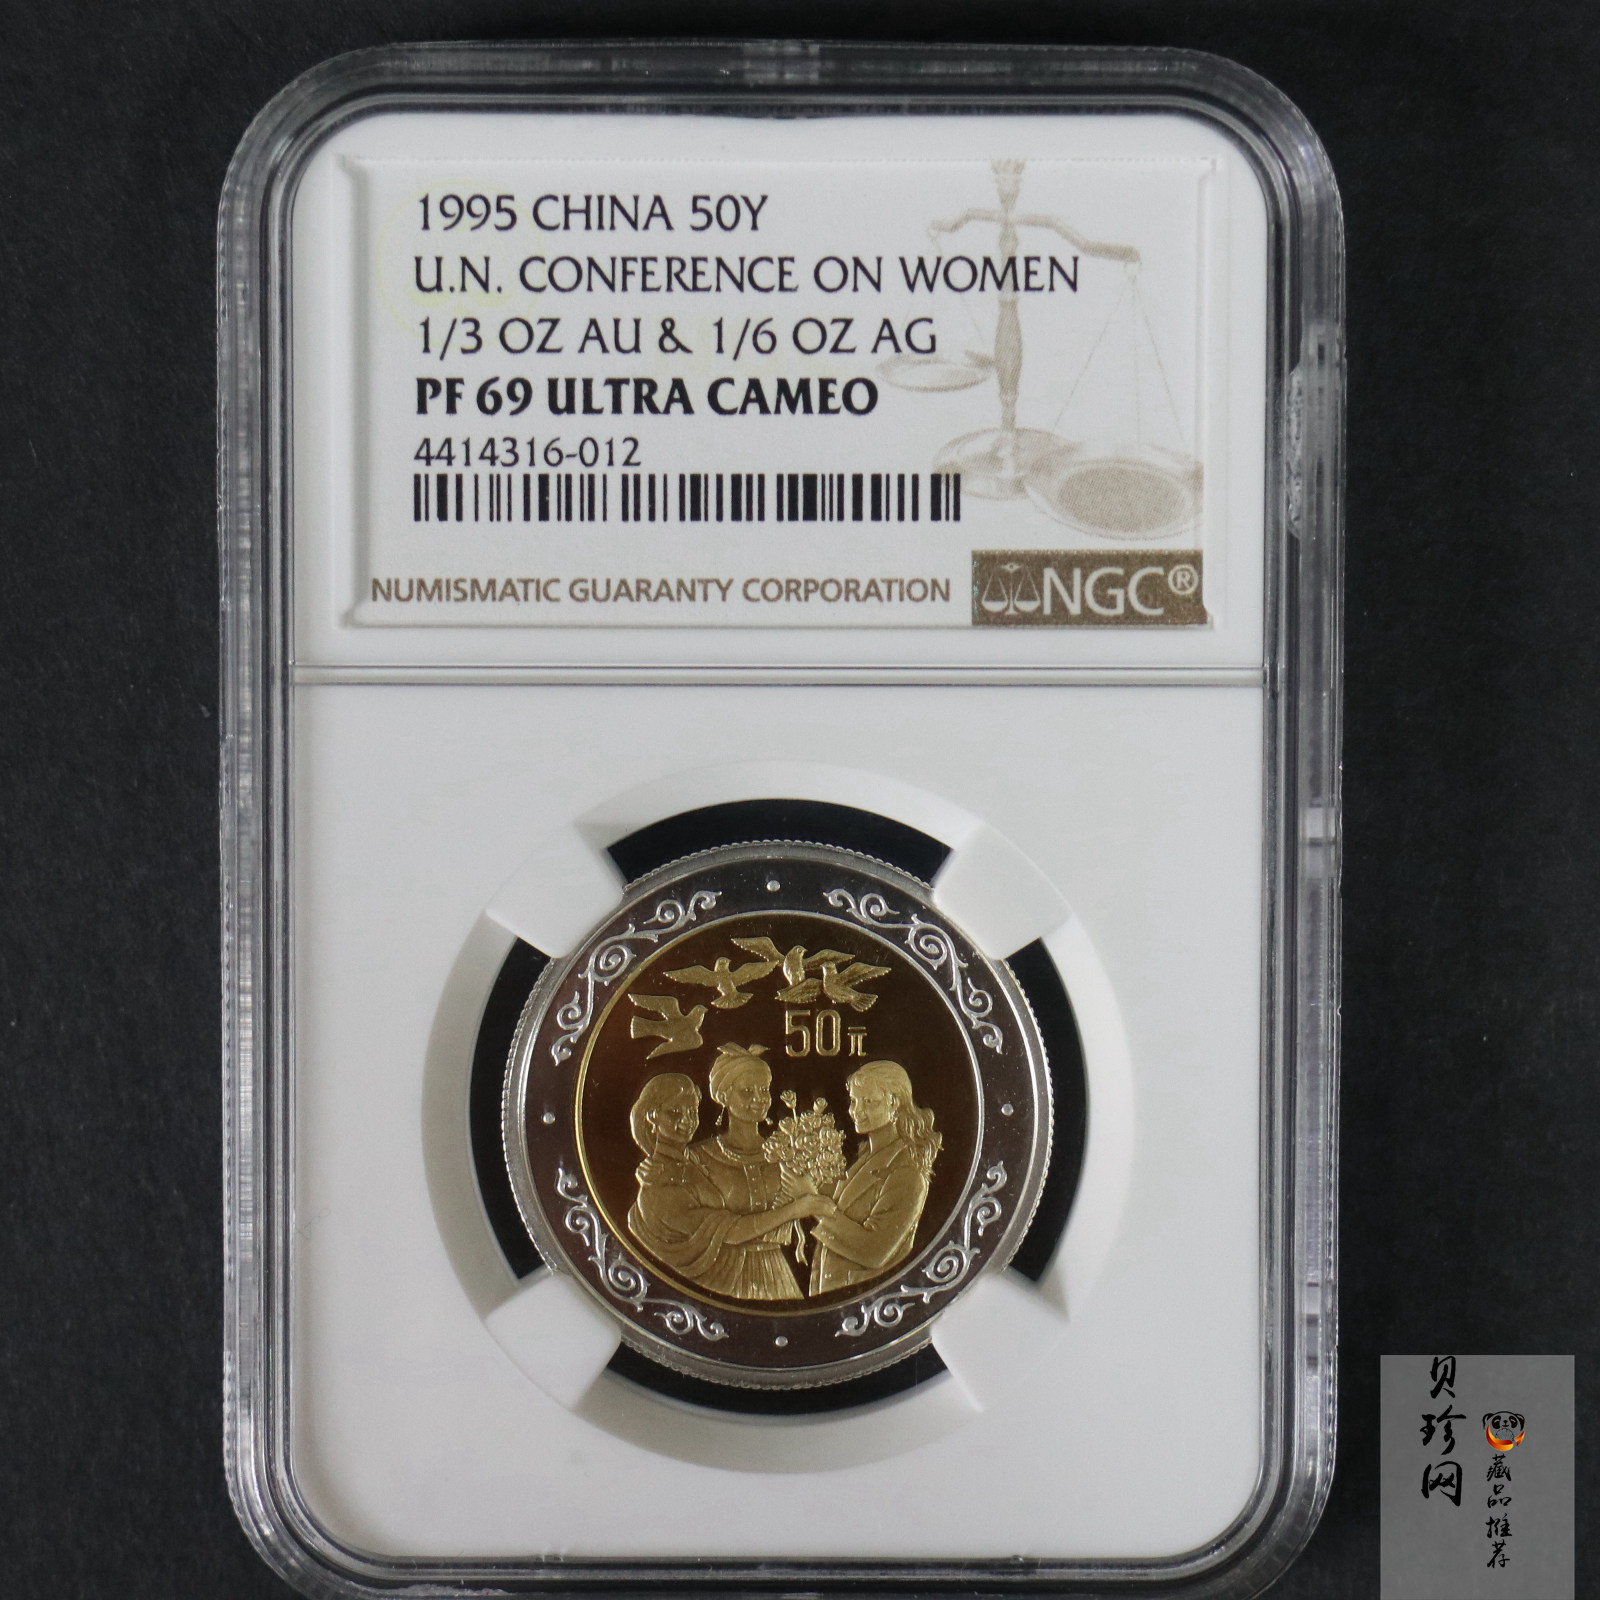 1995 CHINA 50Y
U.N. CONFERENCE ON WOMEN
1/3 OZ AU & 1/6 OZ AG
PF 69 ULTRA CAMEO
4414316-012
NUMISMATIC GUARANTY CORPORATION
NGC®
50元
贝珍网
藏品推荐